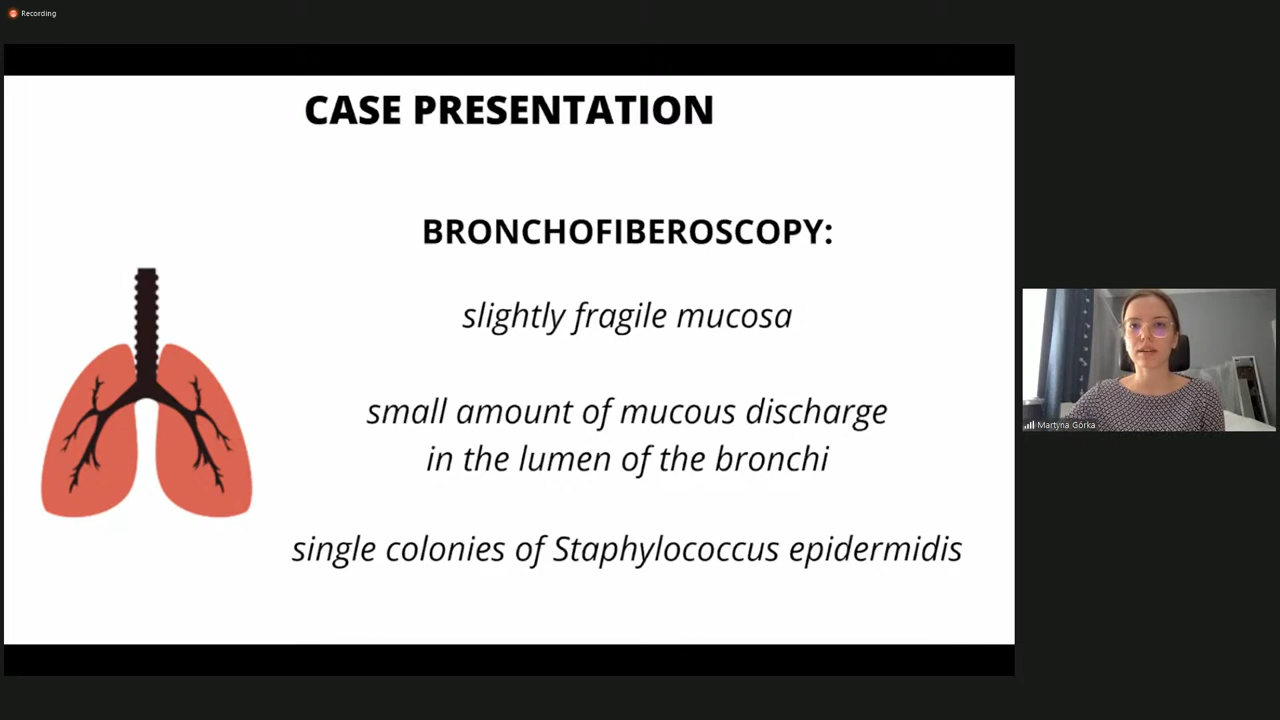 Recording
CASE PRESENTATION
BRONCHOFIBEROSCOPY:
slightly fragile mucosa
small amount of mucous discharge
in the lumen of the bronchi
single colonies of Staphylococcus epidermidis
Martyna Górka